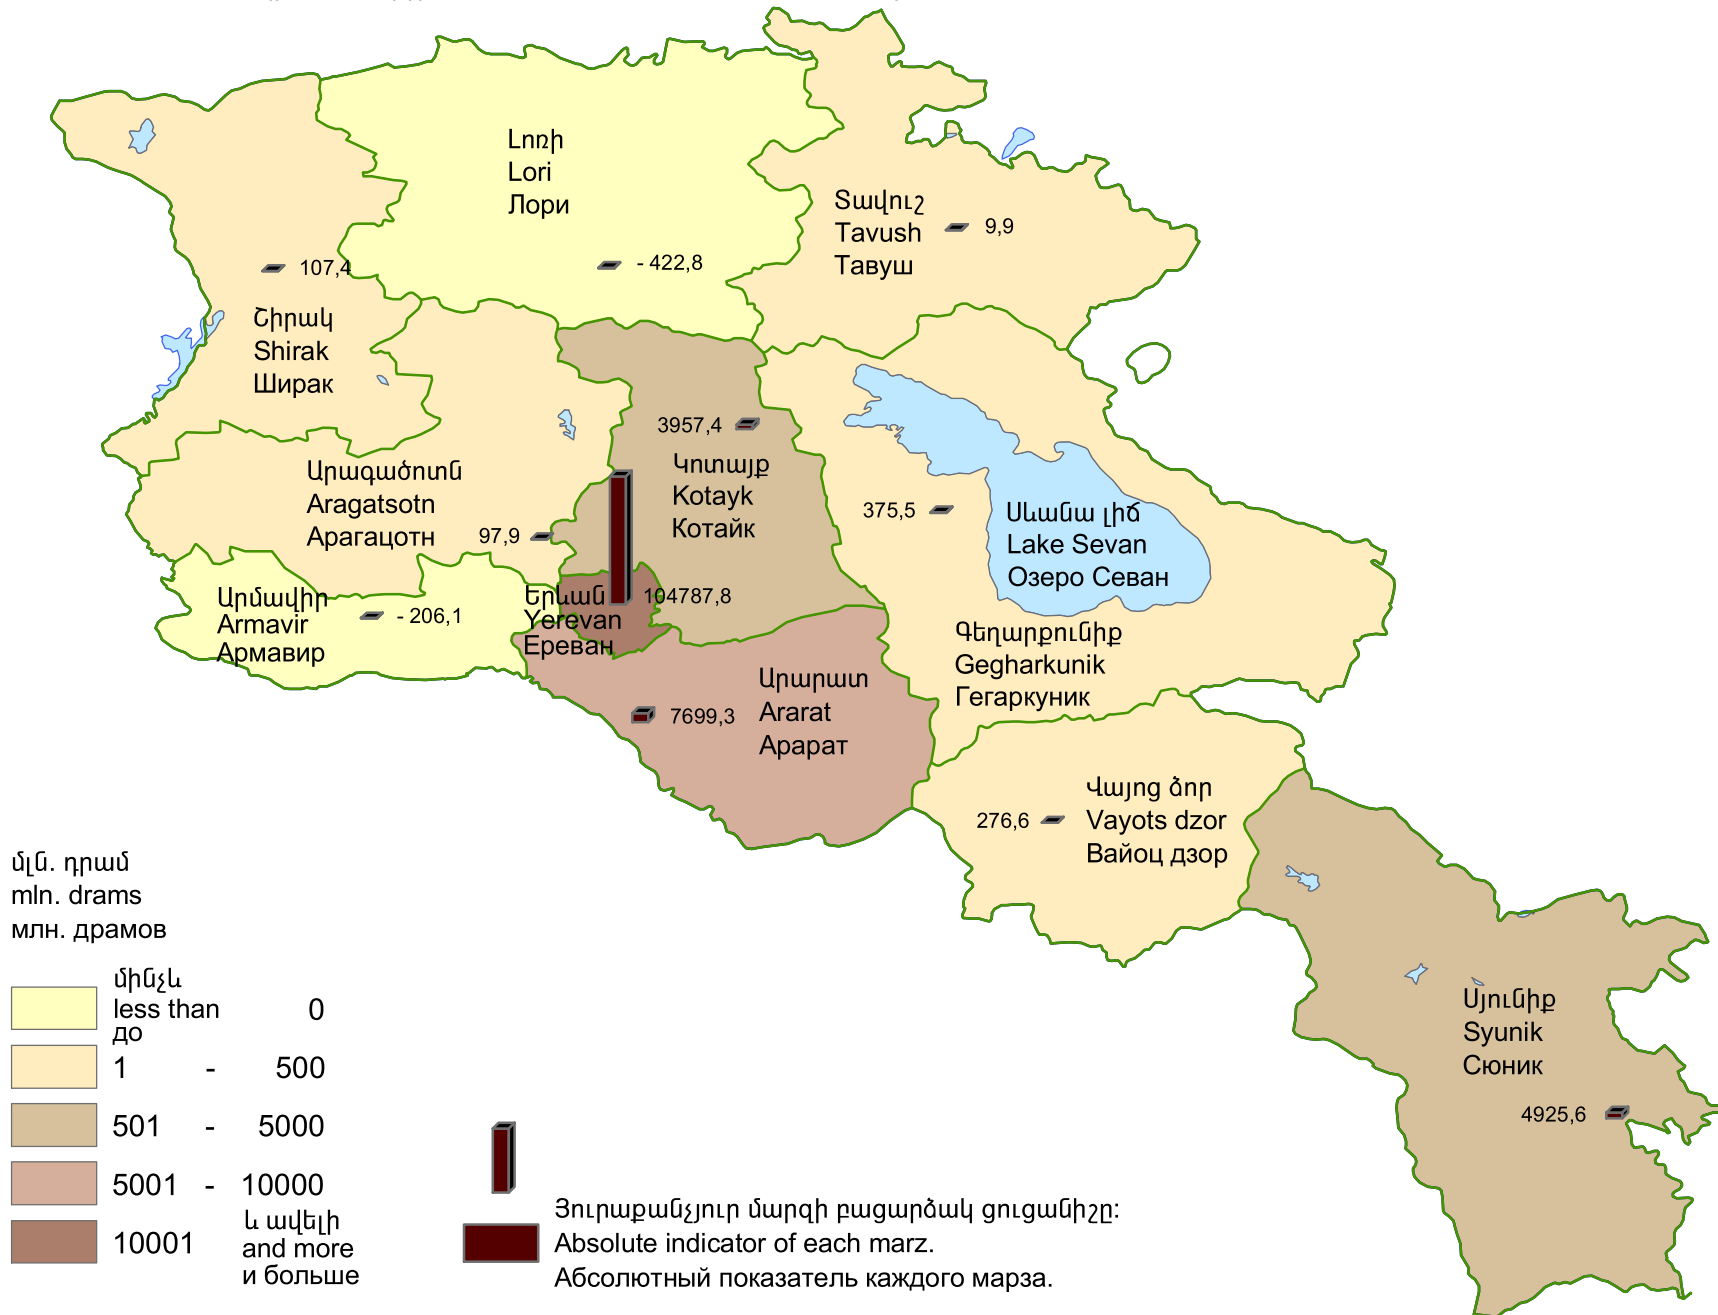 Լոռի
Lori
Лори
- 422,8
Տավուշ
Tavush
Тавуш
9,9
107,4
Շիրակ
Shirak
Ширак
3957,4
Կոտայք
Kotayk
Котайк
Արագածոտն
Aragatsotn
Арагацотн
97,9
375,5
Սևանա լիճ
Lake Sevan
Озеро Севан
Արմավիր
Armavir
Армавир
- 206,1
Երևան
Yerevan
Ереван
104787,8
Գեղարքունիք
Gegharkunik
Гегаркуник
Արարատ
Ararat
Арарат
7699,3
276,6
Վայոց ձոր
Vayots dzor
Вайоц дзор
Սյունիք
Syunik
Сюник
4925,6
մլն. դրամ
mln. drams
млн. драмов
մինչև
less than 0
до
1 - 500
501 - 5000
5001 - 10000
և ավելի
10001 and more
и больше
Յուրաքանչյուր մարզի բացարձակ ցուցանիշը:
Absolute indicator of each marz.
Абсолютный показатель каждого марза.